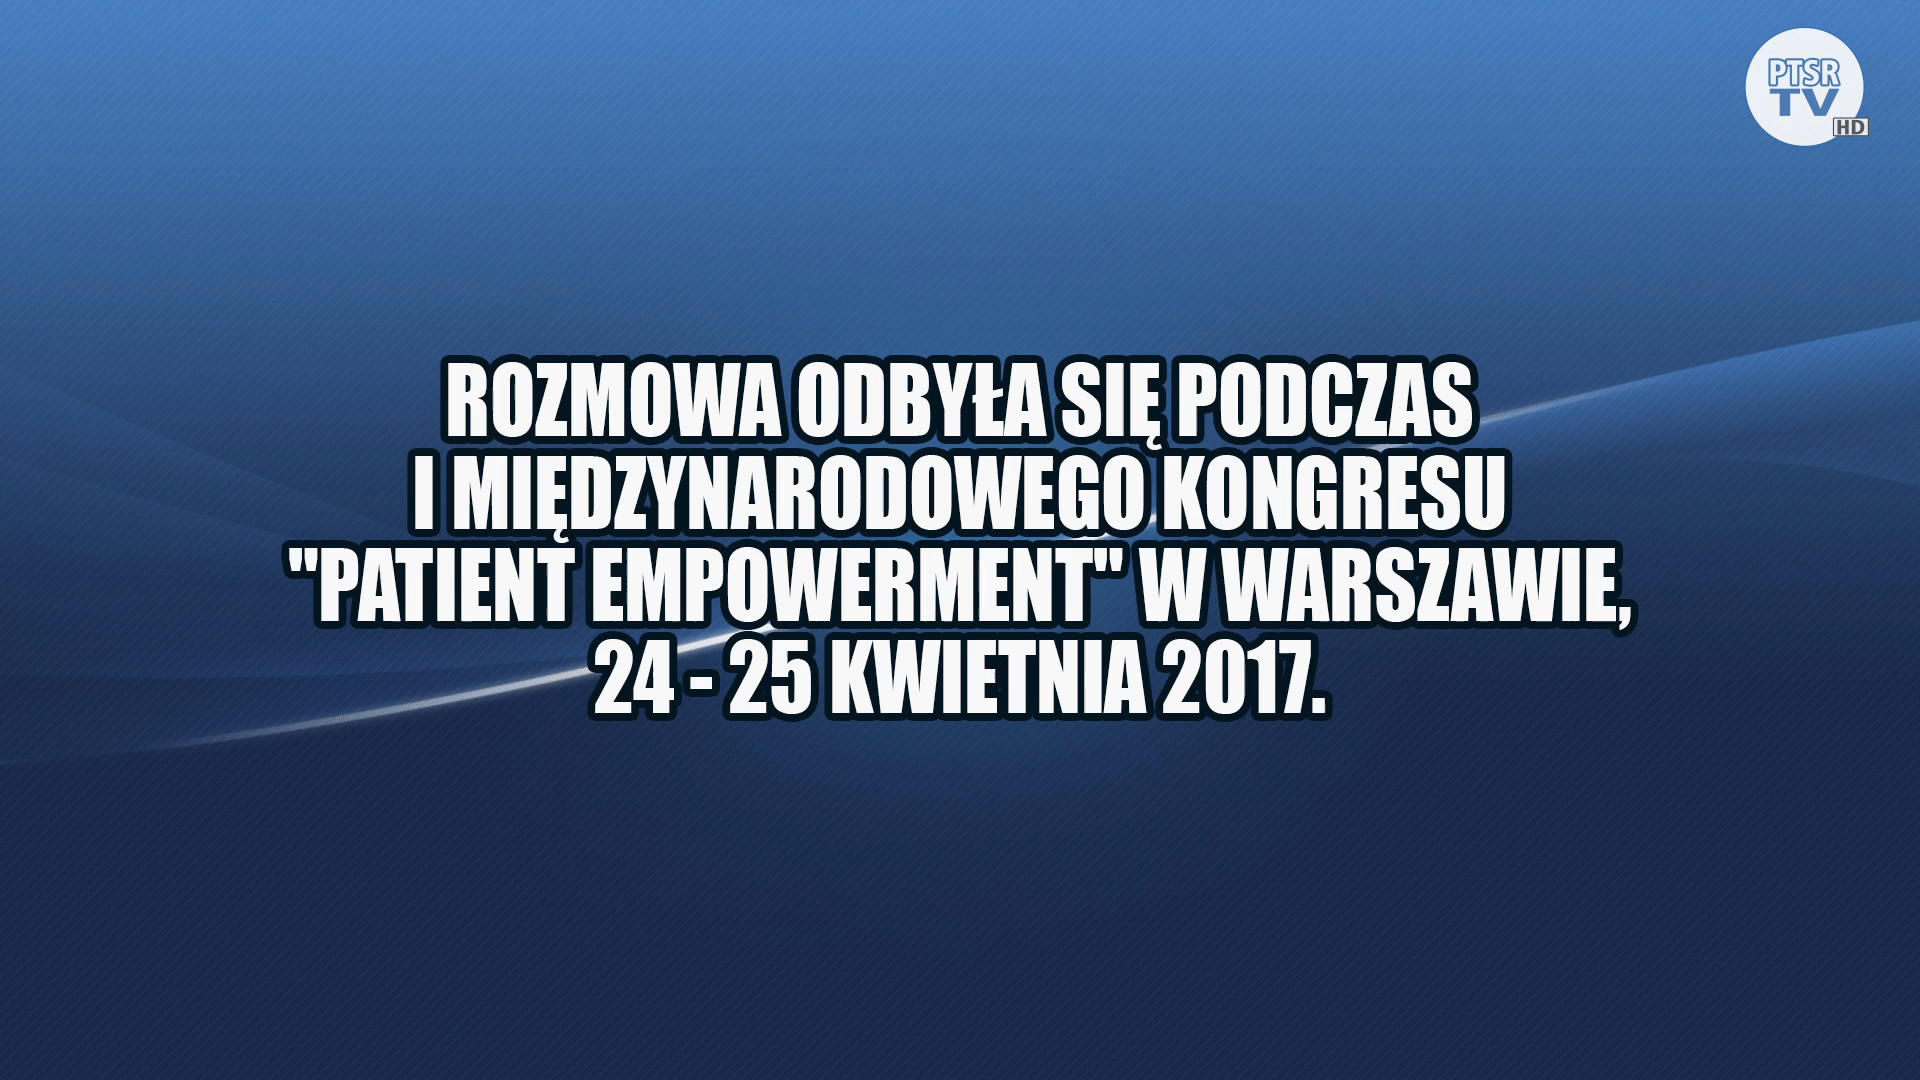 PTSR
TV
HD
ROZMOWA ODBYŁA SIĘ PODCZAS
I MIĘDZYNARODOWEGO KONGRESU
"PATIENT EMPOWERMENT" W WARSZAWIE,
24 - 25 KWIETNIA 2017.